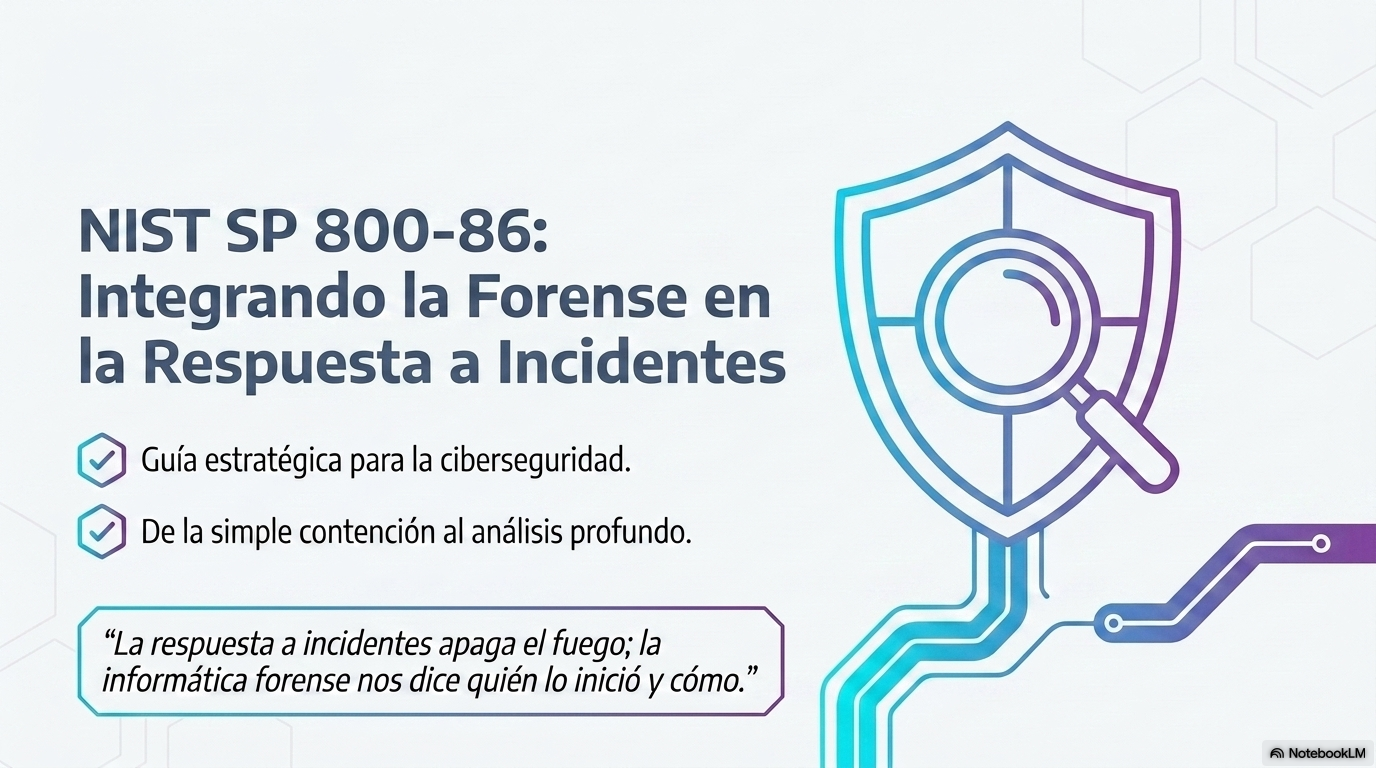 NIST SP 800-86:
Integrando la Forense en
la Respuesta a Incidentes
Guía estratégica para la ciberseguridad.
De la simple contención al análisis profundo.
“La respuesta a incidentes apaga el fuego; la
informática forense nos dice quién lo inició y cómo.”
NotebookLM